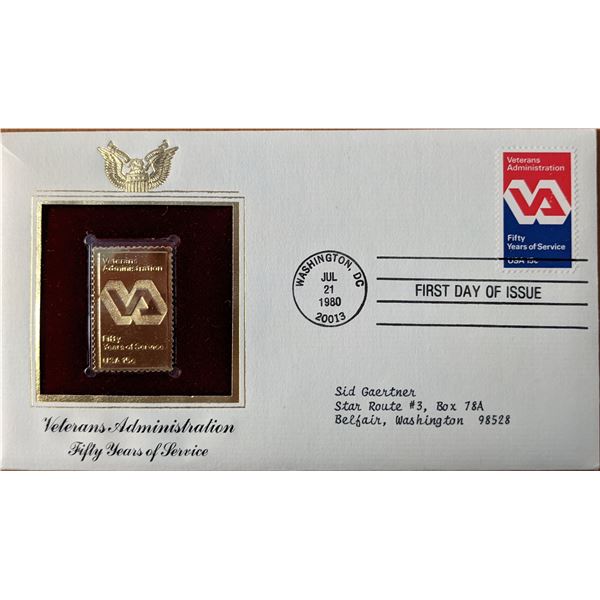 Veterans
Administration
VA
Fifty
Years of Service
USA 15c
WASHINGTON, DC
JUL
21
1980
20013
FIRST DAY OF ISSUE
Veterans
Administration
VA
Fifty
Years of Service
USA 15c
Sid Gaertner
Star Route #3, Box 78A
Belfair, Washington 98528
Veterans Administration
Fifty Years of Service